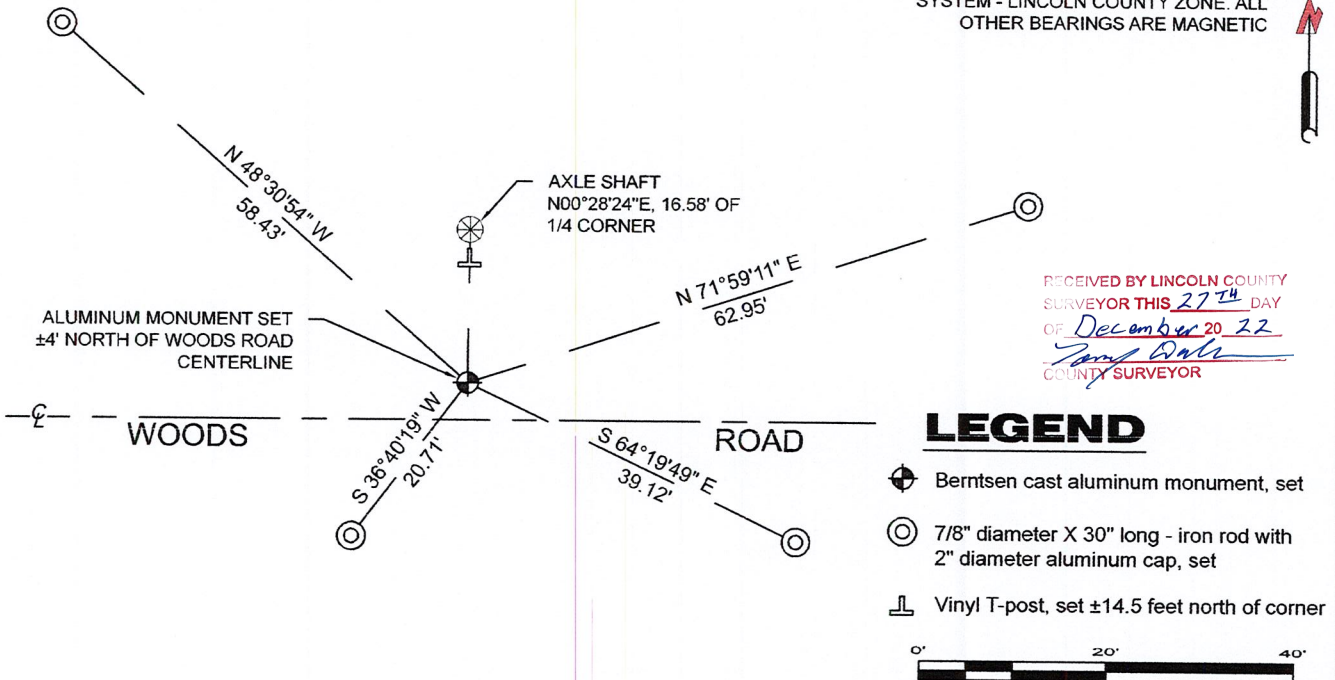 SYSTEM - LINCOLN COUNTY ZONE. ALL
OTHER BEARINGS ARE MAGNETIC
N
N 48°30'54" W
58.43'
AXLE SHAFT
N00°28'24"E, 16.58' OF
1/4 CORNER
N 71°59'11" E
62.95'
ALUMINUM MONUMENT SET
±4' NORTH OF WOODS ROAD
CENTERLINE
RECEIVED BY LINCOLN COUNTY
SURVEYOR THIS 27TH DAY
OF December 20 22
COUNTY SURVEYOR
℄
WOODS
ROAD
S 36°40'19" W
20.71'
S 64°19'49" E
39.12'
LEGEND
Berntsen cast aluminum monument, set
7/8" diameter X 30" long - iron rod with
2" diameter aluminum cap, set
Vinyl T-post, set ±14.5 feet north of corner
0' 20' 40'